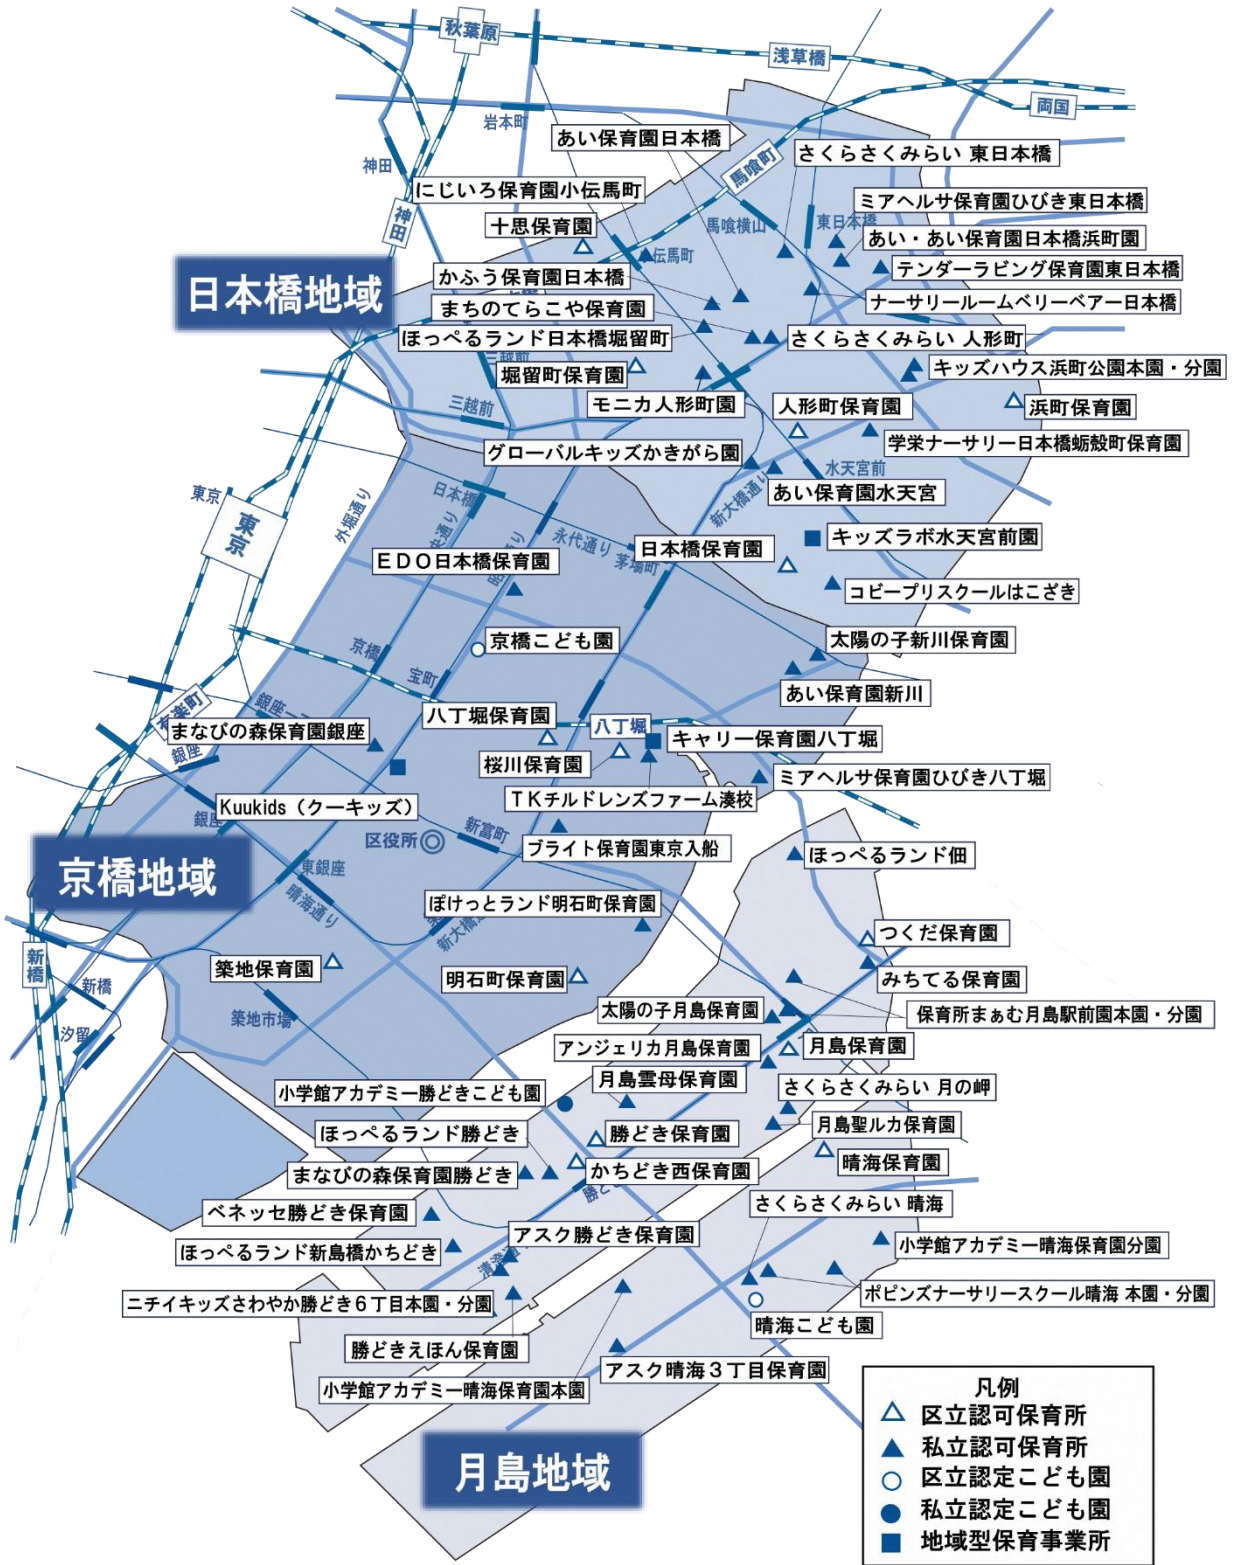 秋葉原
浅草橋
両国
岩本町
あい保育園日本橋
さくらさくみらい 東日本橋
神田
馬喰町
にじいろ保育園小伝馬町
ミアヘルサ保育園ひびき東日本橋
神田
十思保育園
馬喰横山
東日本橋
あい・あい保育園日本橋浜町園
伝馬町
かふう保育園日本橋
テンダーラビング保育園東日本橋
日本橋地域
まちのてらこや保育園
ナーサリールームベリーベアー日本橋
ほっぺるランド日本橋堀留町
さくらさくみらい 人形町
三越前
堀留町保育園
キッズハウス浜町公園本園・分園
三越前
モニカ人形町園
人形町保育園
浜町保育園
グローバルキッズかきがら園
学栄ナーサリー日本橋蛎殻町保育園
水天宮前
東京
日本橋
新大橋通り
あい保育園水天宮
外堀通り
東京
永代通り
茅場町
日本橋保育園
キッズラボ水天宮前園
EDO日本橋保育園
コビープリスクールはこざき
京橋こども園
太陽の子新川保育園
京橋
宝町
あい保育園新川
八丁堀保育園
八丁堀
まなびの森保育園銀座
キャリー保育園八丁堀
銀座
桜川保育園
ミアヘルサ保育園ひびき八丁堀
Kuukids（クーキッズ）
TKチルドレンズファーム湊校
銀座
新富町
区役所
ブライト保育園東京入船
ほっぺるランド佃
京橋地域
東銀座
晴海通り
ぽけっとランド明石町保育園
つくだ保育園
新橋
築地保育園
明石町保育園
みちてる保育園
新橋
築地市場
太陽の子月島保育園
保育所まぁむ月島駅前園本園・分園
汐留
アンジェリカ月島保育園
月島保育園
小学館アカデミー勝どきこども園
月島雲母保育園
さくらさくみらい 月の岬
ほっぺるランド勝どき
勝どき保育園
月島聖ルカ保育園
まなびの森保育園勝どき
かちどき西保育園
晴海保育園
ベネッセ勝どき保育園
さくらさくみらい 晴海
アスク勝どき保育園
ほっぺるランド新島橋かちどき
小学館アカデミー晴海保育園分園
ニチイキッズさわやか勝どき6丁目本園・分園
ポピンズナーサリースクール晴海 本園・分園
晴海こども園
勝どきえほん保育園
アスク晴海3丁目保育園
小学館アカデミー晴海保育園本園
月島地域
凡例
区立認可保育所
私立認可保育所
区立認定こども園
私立認定こども園
地域型保育事業所